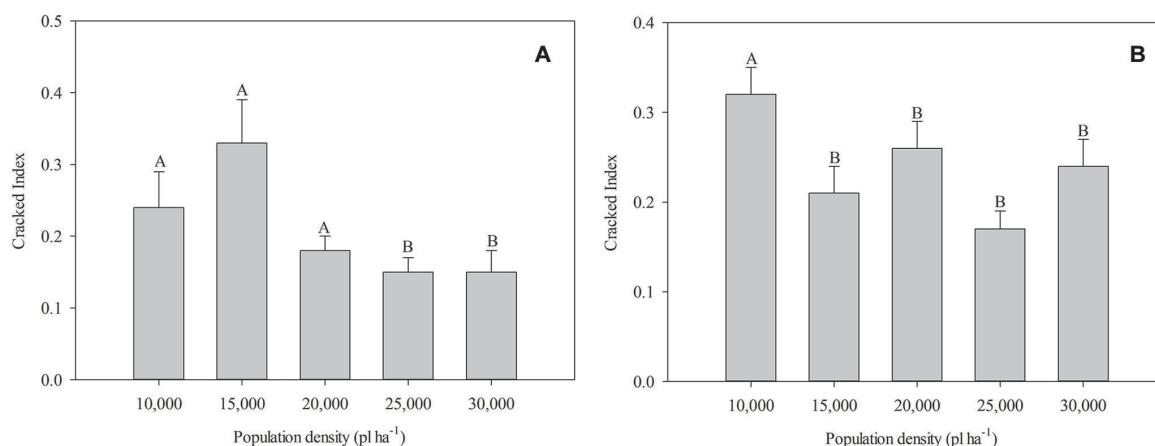 A
Cracked Index
0.5
0.4
0.3
0.2
0.1
0.0
A
A
A
B
B
10,000
15,000
20,000
25,000
30,000
Population density (pl ha⁻¹)
B
Cracked Index
0.4
0.3
0.2
0.1
0.0
A
B
B
B
B
10,000
15,000
20,000
25,000
30,000
Population density (pl ha⁻¹)